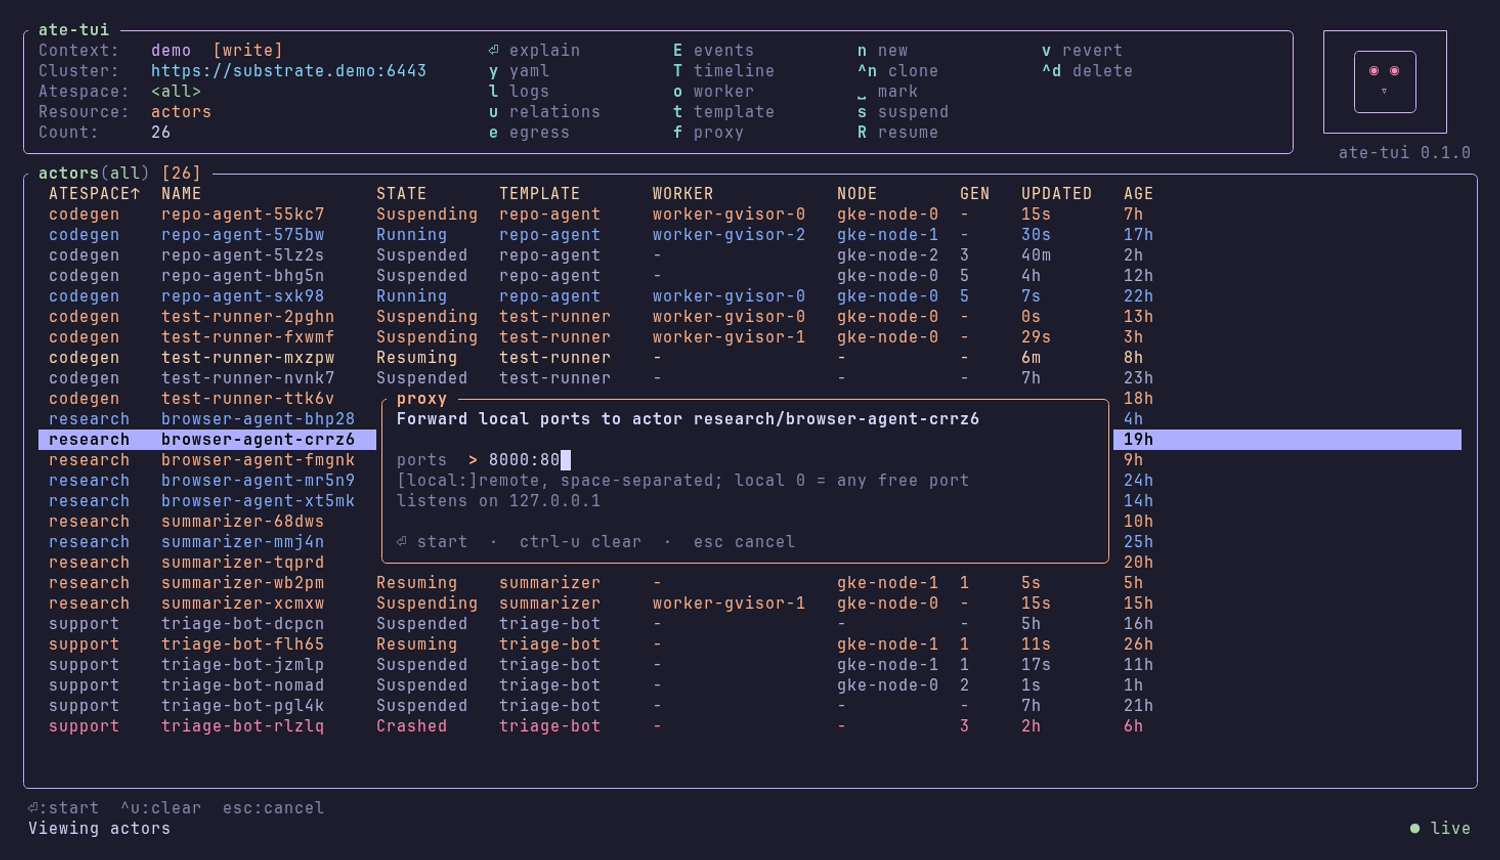 ate-tui
Context: demo [write] ⏎ explain E events n new v revert
Cluster: https://substrate.demo:6443 y yaml T timeline ^n clone ^d delete
Atespace: <all> l logs o worker ␣ mark
Resource: actors u relations t template s suspend
Count: 26 e egress f proxy R resume
ate-tui 0.1.0
actors(all) [26]
ATESPACE↑ NAME STATE TEMPLATE WORKER NODE GEN UPDATED AGE
codegen repo-agent-55kc7 Suspending repo-agent worker-gvisor-0 gke-node-0 - 15s 7h
codegen repo-agent-575bw Running repo-agent worker-gvisor-2 gke-node-1 - 30s 17h
codegen repo-agent-5lz2s Suspended repo-agent - gke-node-2 3 40m 2h
codegen repo-agent-bhg5n Suspended repo-agent - gke-node-0 5 4h 12h
codegen repo-agent-sxk98 Running repo-agent worker-gvisor-0 gke-node-0 5 7s 22h
codegen test-runner-2pghn Suspending test-runner worker-gvisor-0 gke-node-0 - 0s 13h
codegen test-runner-fxwmf Suspending test-runner worker-gvisor-1 gke-node-0 - 29s 3h
codegen test-runner-mxzpw Resuming test-runner - - - 6m 8h
codegen test-runner-nvnk7 Suspended test-runner - - - 7h 23h
codegen test-runner-ttk6v proxy 18h
research browser-agent-bhp28 Forward local ports to actor research/browser-agent-crrz6 4h
research browser-agent-crrz6 19h
research browser-agent-fmgnk ports > 8000:80 9h
research browser-agent-mr5n9 [local:]remote, space-separated; local 0 = any free port 24h
research browser-agent-xt5mk listens on 127.0.0.1 14h
research summarizer-68dws 10h
research summarizer-mmj4n ⏎ start · ctrl-u clear · esc cancel 25h
research summarizer-tqprd 20h
research summarizer-wb2pm Resuming summarizer - gke-node-1 1 5s 5h
research summarizer-xcmxw Suspending summarizer worker-gvisor-1 gke-node-0 - 15s 15h
support triage-bot-dcpcn Suspended triage-bot - - - 5h 16h
support triage-bot-flh65 Resuming triage-bot - gke-node-1 1 11s 26h
support triage-bot-jzmlp Suspended triage-bot - gke-node-1 1 17s 11h
support triage-bot-nomad Suspended triage-bot - gke-node-0 2 1s 1h
support triage-bot-pgl4k Suspended triage-bot - - - 7h 21h
support triage-bot-rlzlq Crashed triage-bot - - 3 2h 6h
⏎:start ^u:clear esc:cancel
Viewing actors ● live